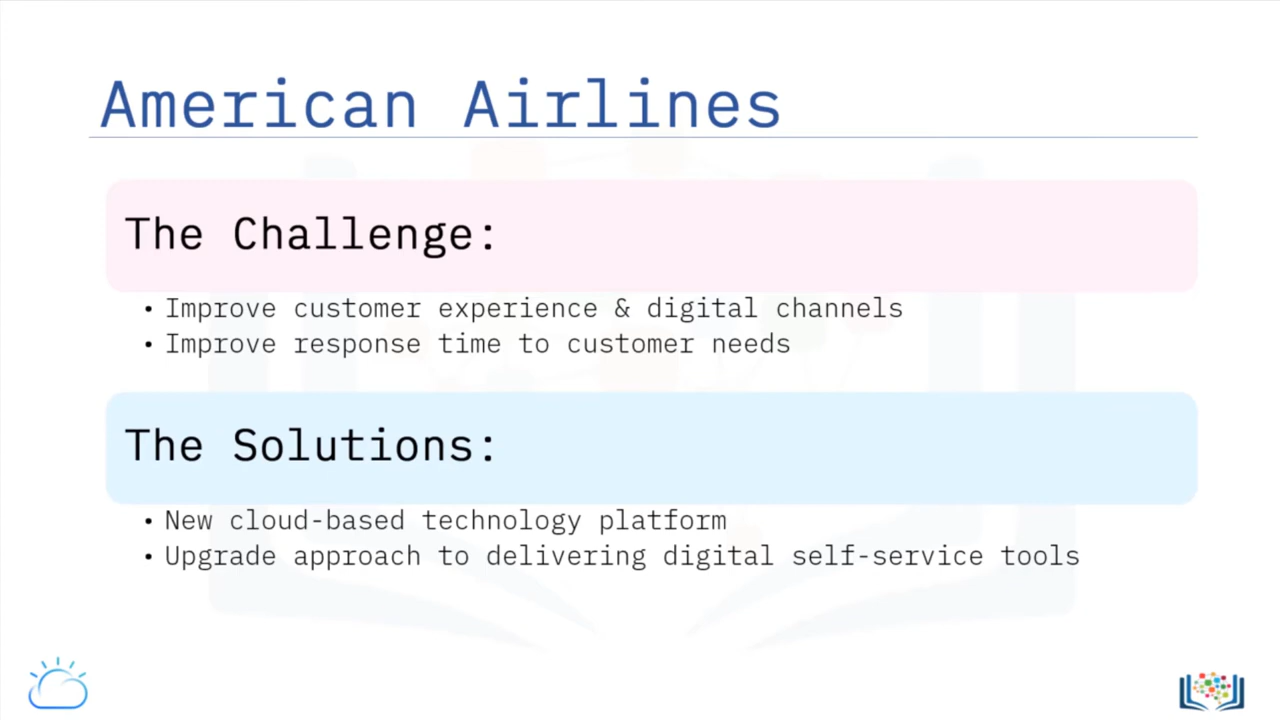 American Airlines
The Challenge:
• Improve customer experience & digital channels
• Improve response time to customer needs
The Solutions:
• New cloud-based technology platform
• Upgrade approach to delivering digital self-service tools